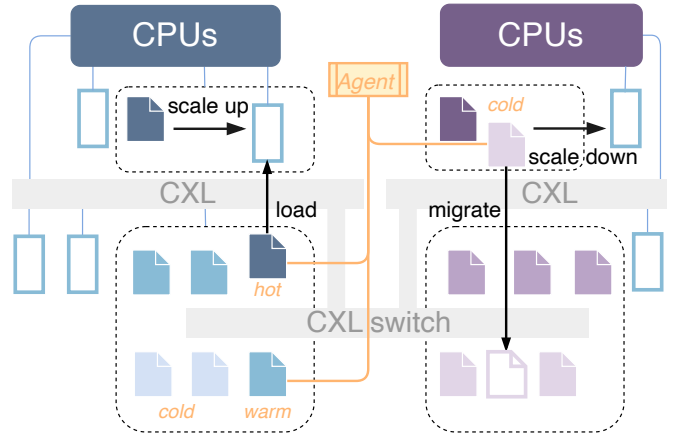 CPUs
CPUs
Agent
scale up
cold
scale down
CXL
CXL
load
migrate
hot
CXL switch
cold
warm